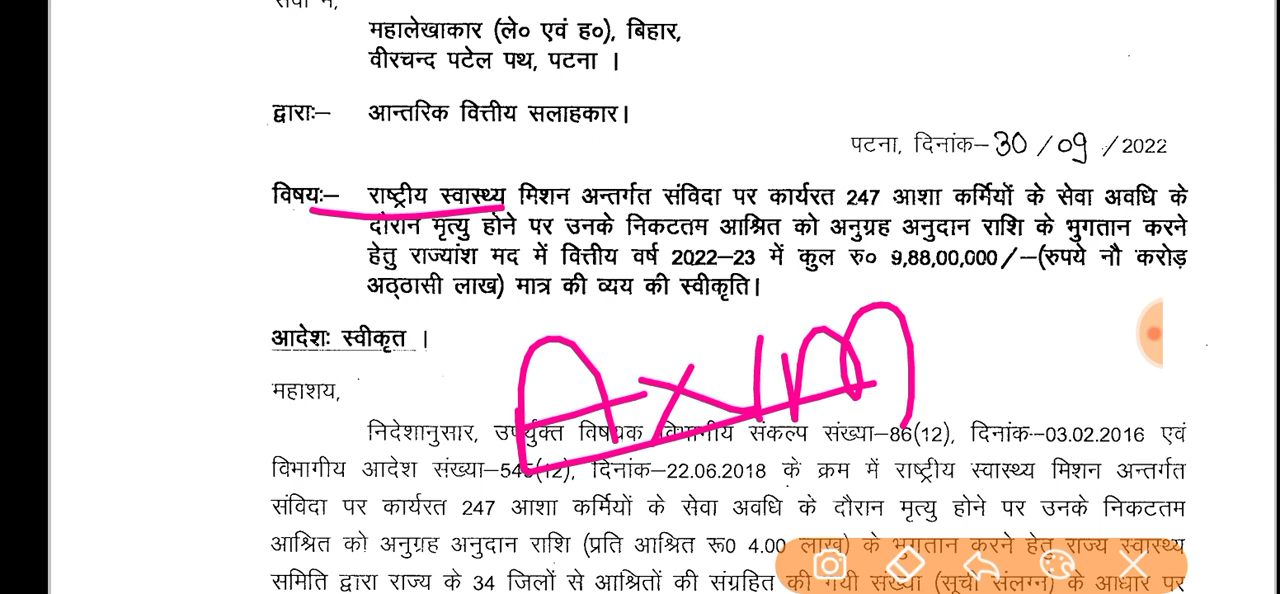 सेवा में,
महालेखाकार (ले० एवं ह०), बिहार,
वीरचन्द पटेल पथ, पटना ।
द्वाराः– आन्तरिक वित्तीय सलाहकार।
पटना, दिनांक–30/09/2022
विषयः– राष्ट्रीय स्वास्थ्य मिशन अन्तर्गत संविदा पर कार्यरत 247 आशा कर्मियों के सेवा अवधि के
दौरान मृत्यु होने पर उनके निकटतम आश्रित को अनुग्रह अनुदान राशि के भुगतान करने
हेतु राज्यांश मद में वित्तीय वर्ष 2022–23 में कुल रु० 9,88,00,000/–(रुपये नौ करोड़
अठ्ठासी लाख) मात्र की व्यय की स्वीकृति।
आदेशः स्वीकृत ।
AXIM
महाशय,
निदेशानुसार, उपर्युक्त विषयक विभागीय संकल्प संख्या–86(12), दिनांक–03.02.2016 एवं
विभागीय आदेश संख्या–545(12), दिनांक–22.06.2018 के क्रम में राष्ट्रीय स्वास्थ्य मिशन अन्तर्गत
संविदा पर कार्यरत 247 आशा कर्मियों के सेवा अवधि के दौरान मृत्यु होने पर उनके निकटतम
आश्रित को अनुग्रह अनुदान राशि (प्रति आश्रित रू0 4.00 लाख) के भुगतान करने हेतु राज्य स्वास्थ्य
समिति द्वारा राज्य के 34 जिलों से आश्रितों की संग्रहित की गयी संख्या (सूची संलग्न) के आधार पर